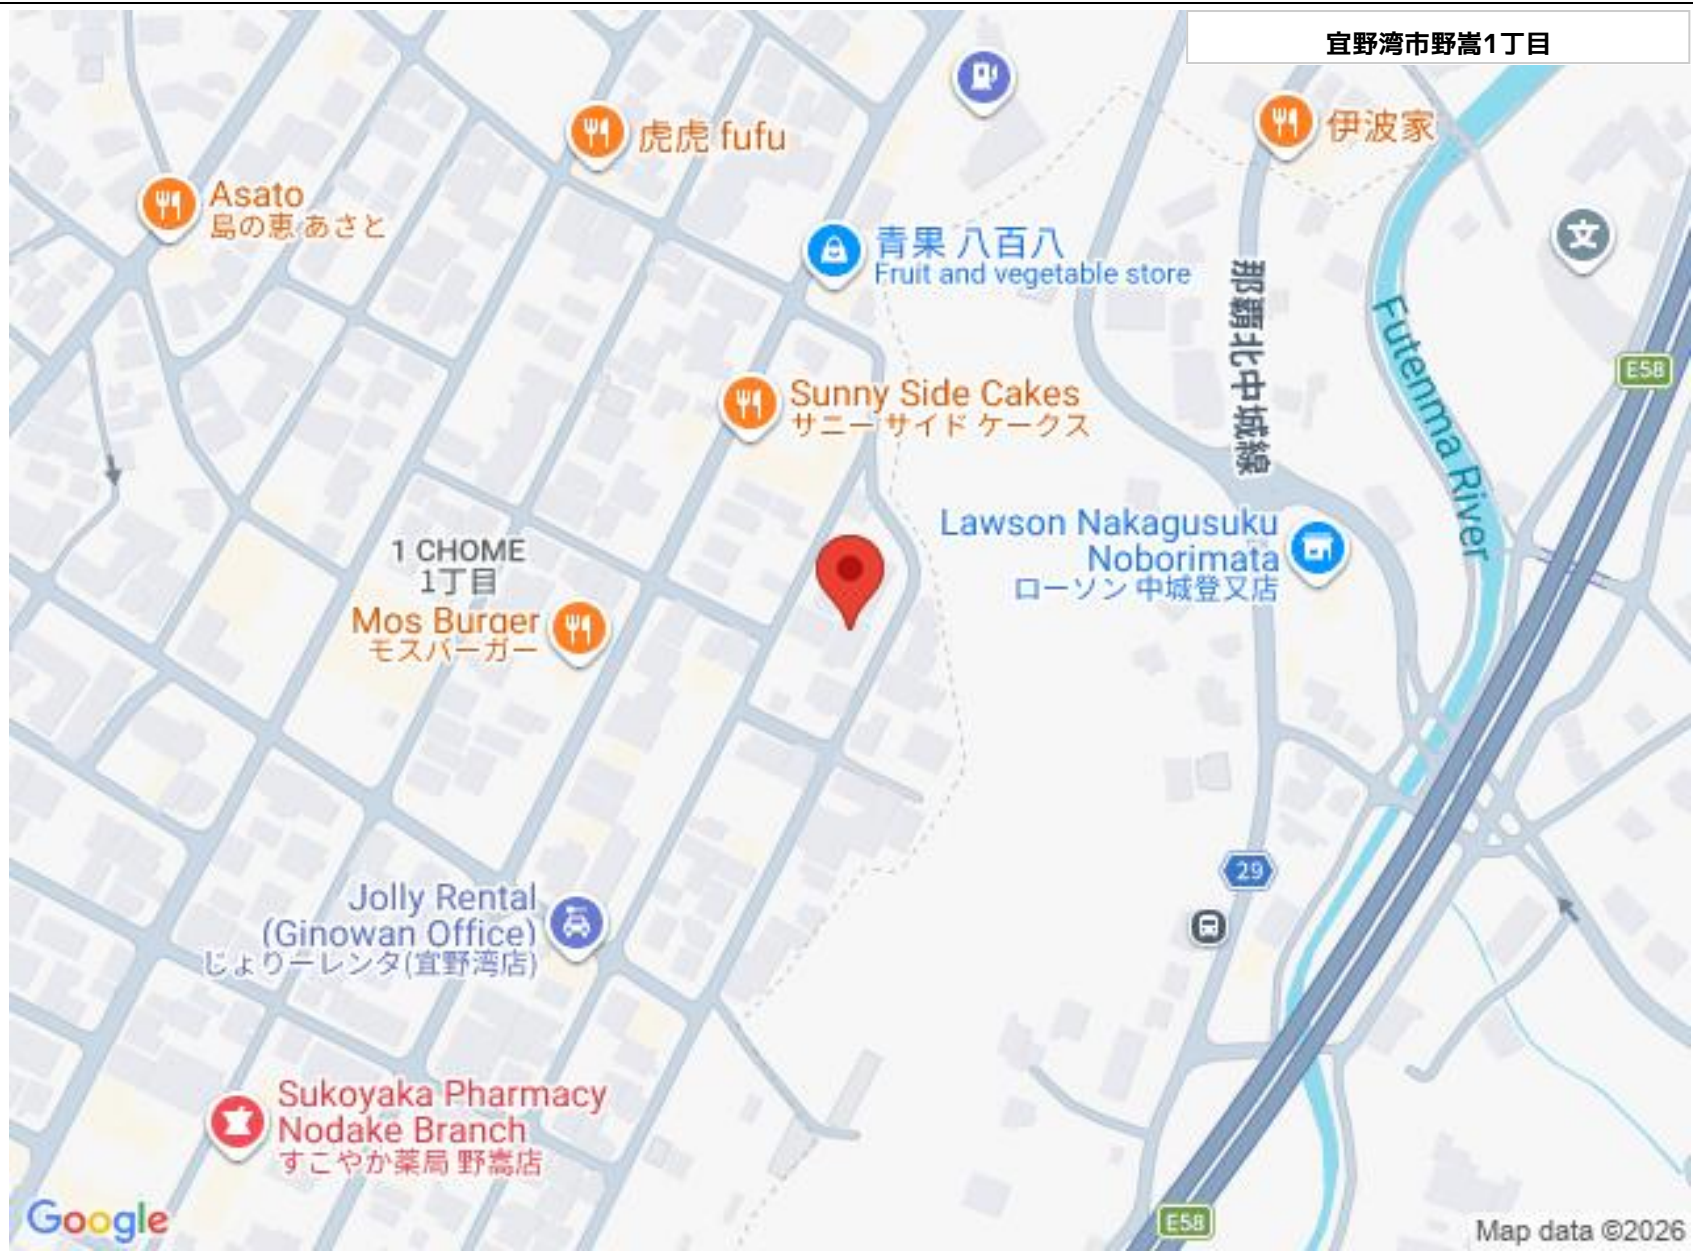 宜野湾市野嵩1丁目
虎虎 fufu
伊波家
Asato
島の恵 あさと
青果 八百八
Fruit and vegetable store
文
那覇北中城線
Futenma River
E58
Sunny Side Cakes
サニー サイド ケークス
Lawson Nakagusuku
Noborimata
ローソン 中城登又店
1 CHOME
1丁目
Mos Burger
モスバーガー
29
Jolly Rental
(Ginowan Office)
じょりーレンタ(宜野湾店)
Sukoyaka Pharmacy
Nodake Branch
すこやか薬局 野嵩店
Google
E58
Map data ©2026